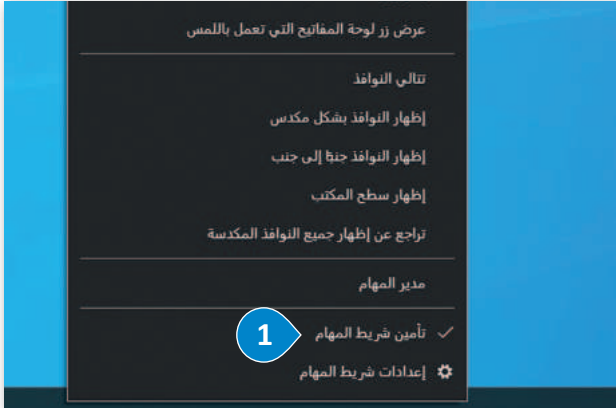 عرض زر لوحة المفاتيح التي تعمل باللمس
تتالي النوافذ
إظهار النوافذ بشكل مكدس
إظهار النوافذ جنبًا إلى جنب
إظهار سطح المكتب
تراجع عن إظهار جميع النوافذ المكدسة
مدير المهام
تأمين شريط المهام
1
إعدادات شريط المهام